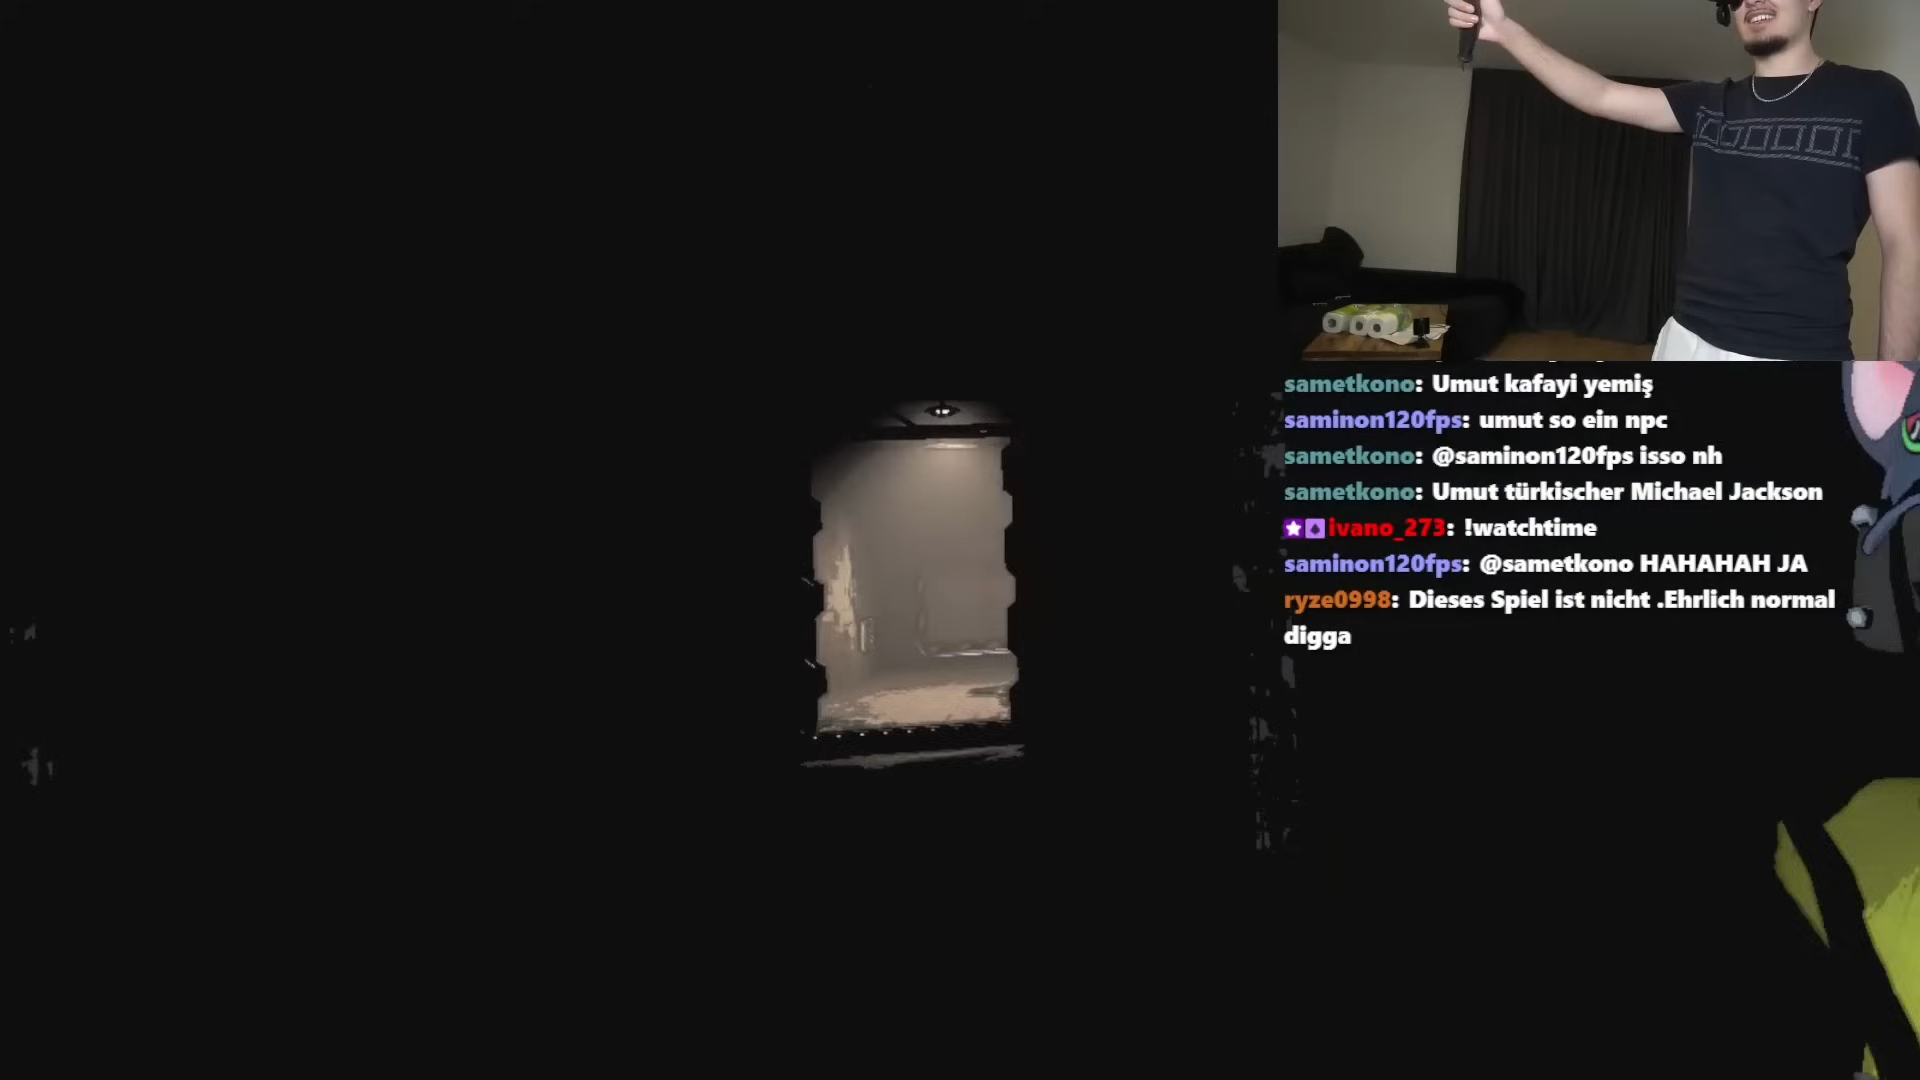 sametkono: Umut kafayi yemiş
saminon120fps: umut so ein npc
sametkono: @saminon120fps isso nh
sametkono: Umut türkischer Michael Jackson
ivano_273: !watchtime
saminon120fps: @sametkono HAHAHAH JA
ryze0998: Dieses Spiel ist nicht .Ehrlich normal
digga